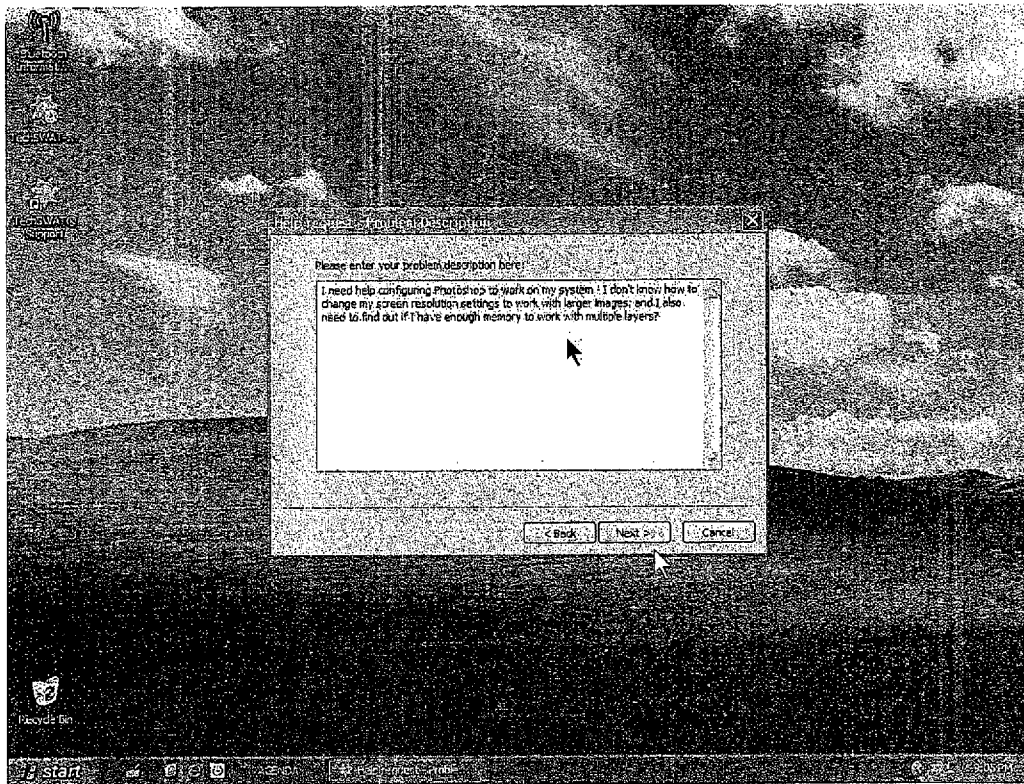 Support
Please enter your problem description here!
I need help configuring Photoshop to work on my system! I don't know how to
change my screen resolution settings to work with larger images; and I also
need to find out if I have enough memory to work with multiple layers?
< Back
Next >
Cancel
Recycle Bin
start